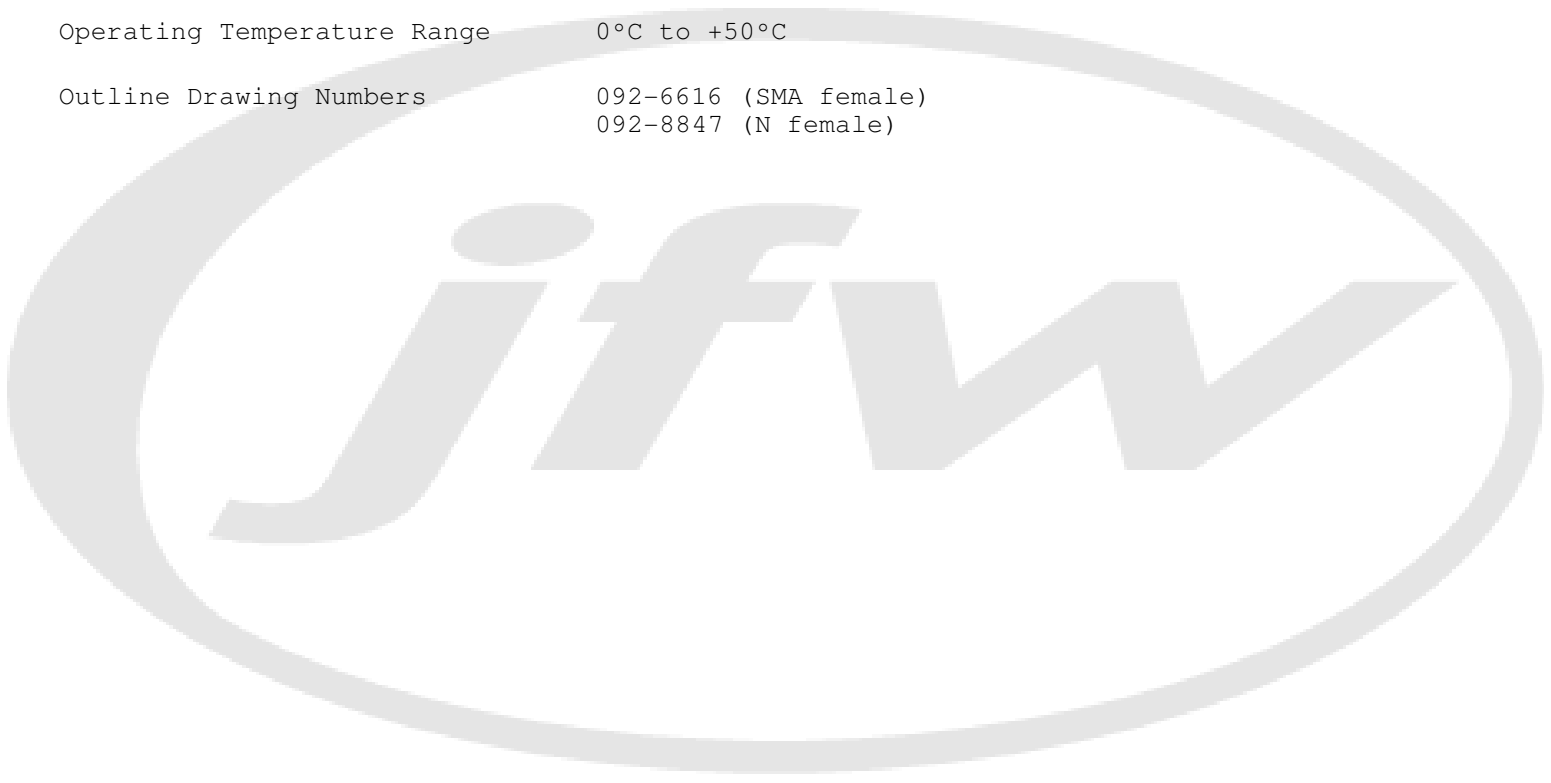 Operating Temperature Range 0°C to +50°C
Outline Drawing Numbers 092-6616 (SMA female)
092-8847 (N female)
jfw